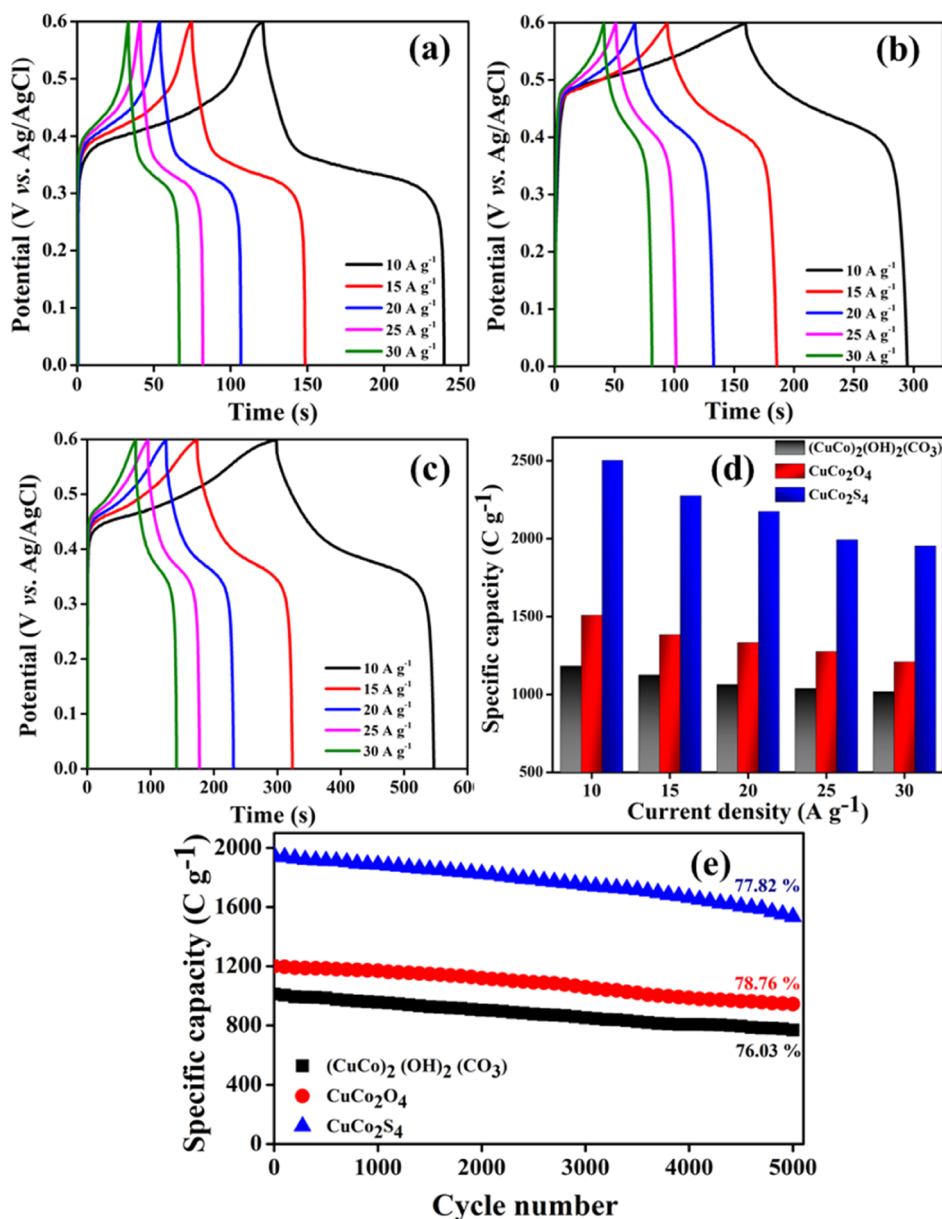 (a)
Potential (V vs. Ag/AgCl)
0.6
0.5
0.4
0.3
0.2
0.1
0.0
10 A g⁻¹
15 A g⁻¹
20 A g⁻¹
25 A g⁻¹
30 A g⁻¹
0 50 100 150 200 250
Time (s)
(b)
Potential (V vs. Ag/AgCl)
0.6
0.5
0.4
0.3
0.2
0.1
0.0
10 A g⁻¹
15 A g⁻¹
20 A g⁻¹
25 A g⁻¹
30 A g⁻¹
0 50 100 150 200 250 300
Time (s)
(c)
Potential (V vs. Ag/AgCl)
0.6
0.5
0.4
0.3
0.2
0.1
0.0
10 A g⁻¹
15 A g⁻¹
20 A g⁻¹
25 A g⁻¹
30 A g⁻¹
0 100 200 300 400 500 600
Time (s)
(d)
Specific capacity (C g⁻¹)
2500
2000
1500
1000
500
(CuCo)₂(OH)₂(CO₃)
CuCo₂O₄
CuCo₂S₄
10 15 20 25 30
Current density (A g⁻¹)
(e)
Specific capacity (C g⁻¹)
2000
1600
1200
800
400
0
77.82 %
78.76 %
76.03 %
(CuCo)₂ (OH)₂ (CO₃)
CuCo₂O₄
CuCo₂S₄
0 1000 2000 3000 4000 5000
Cycle number